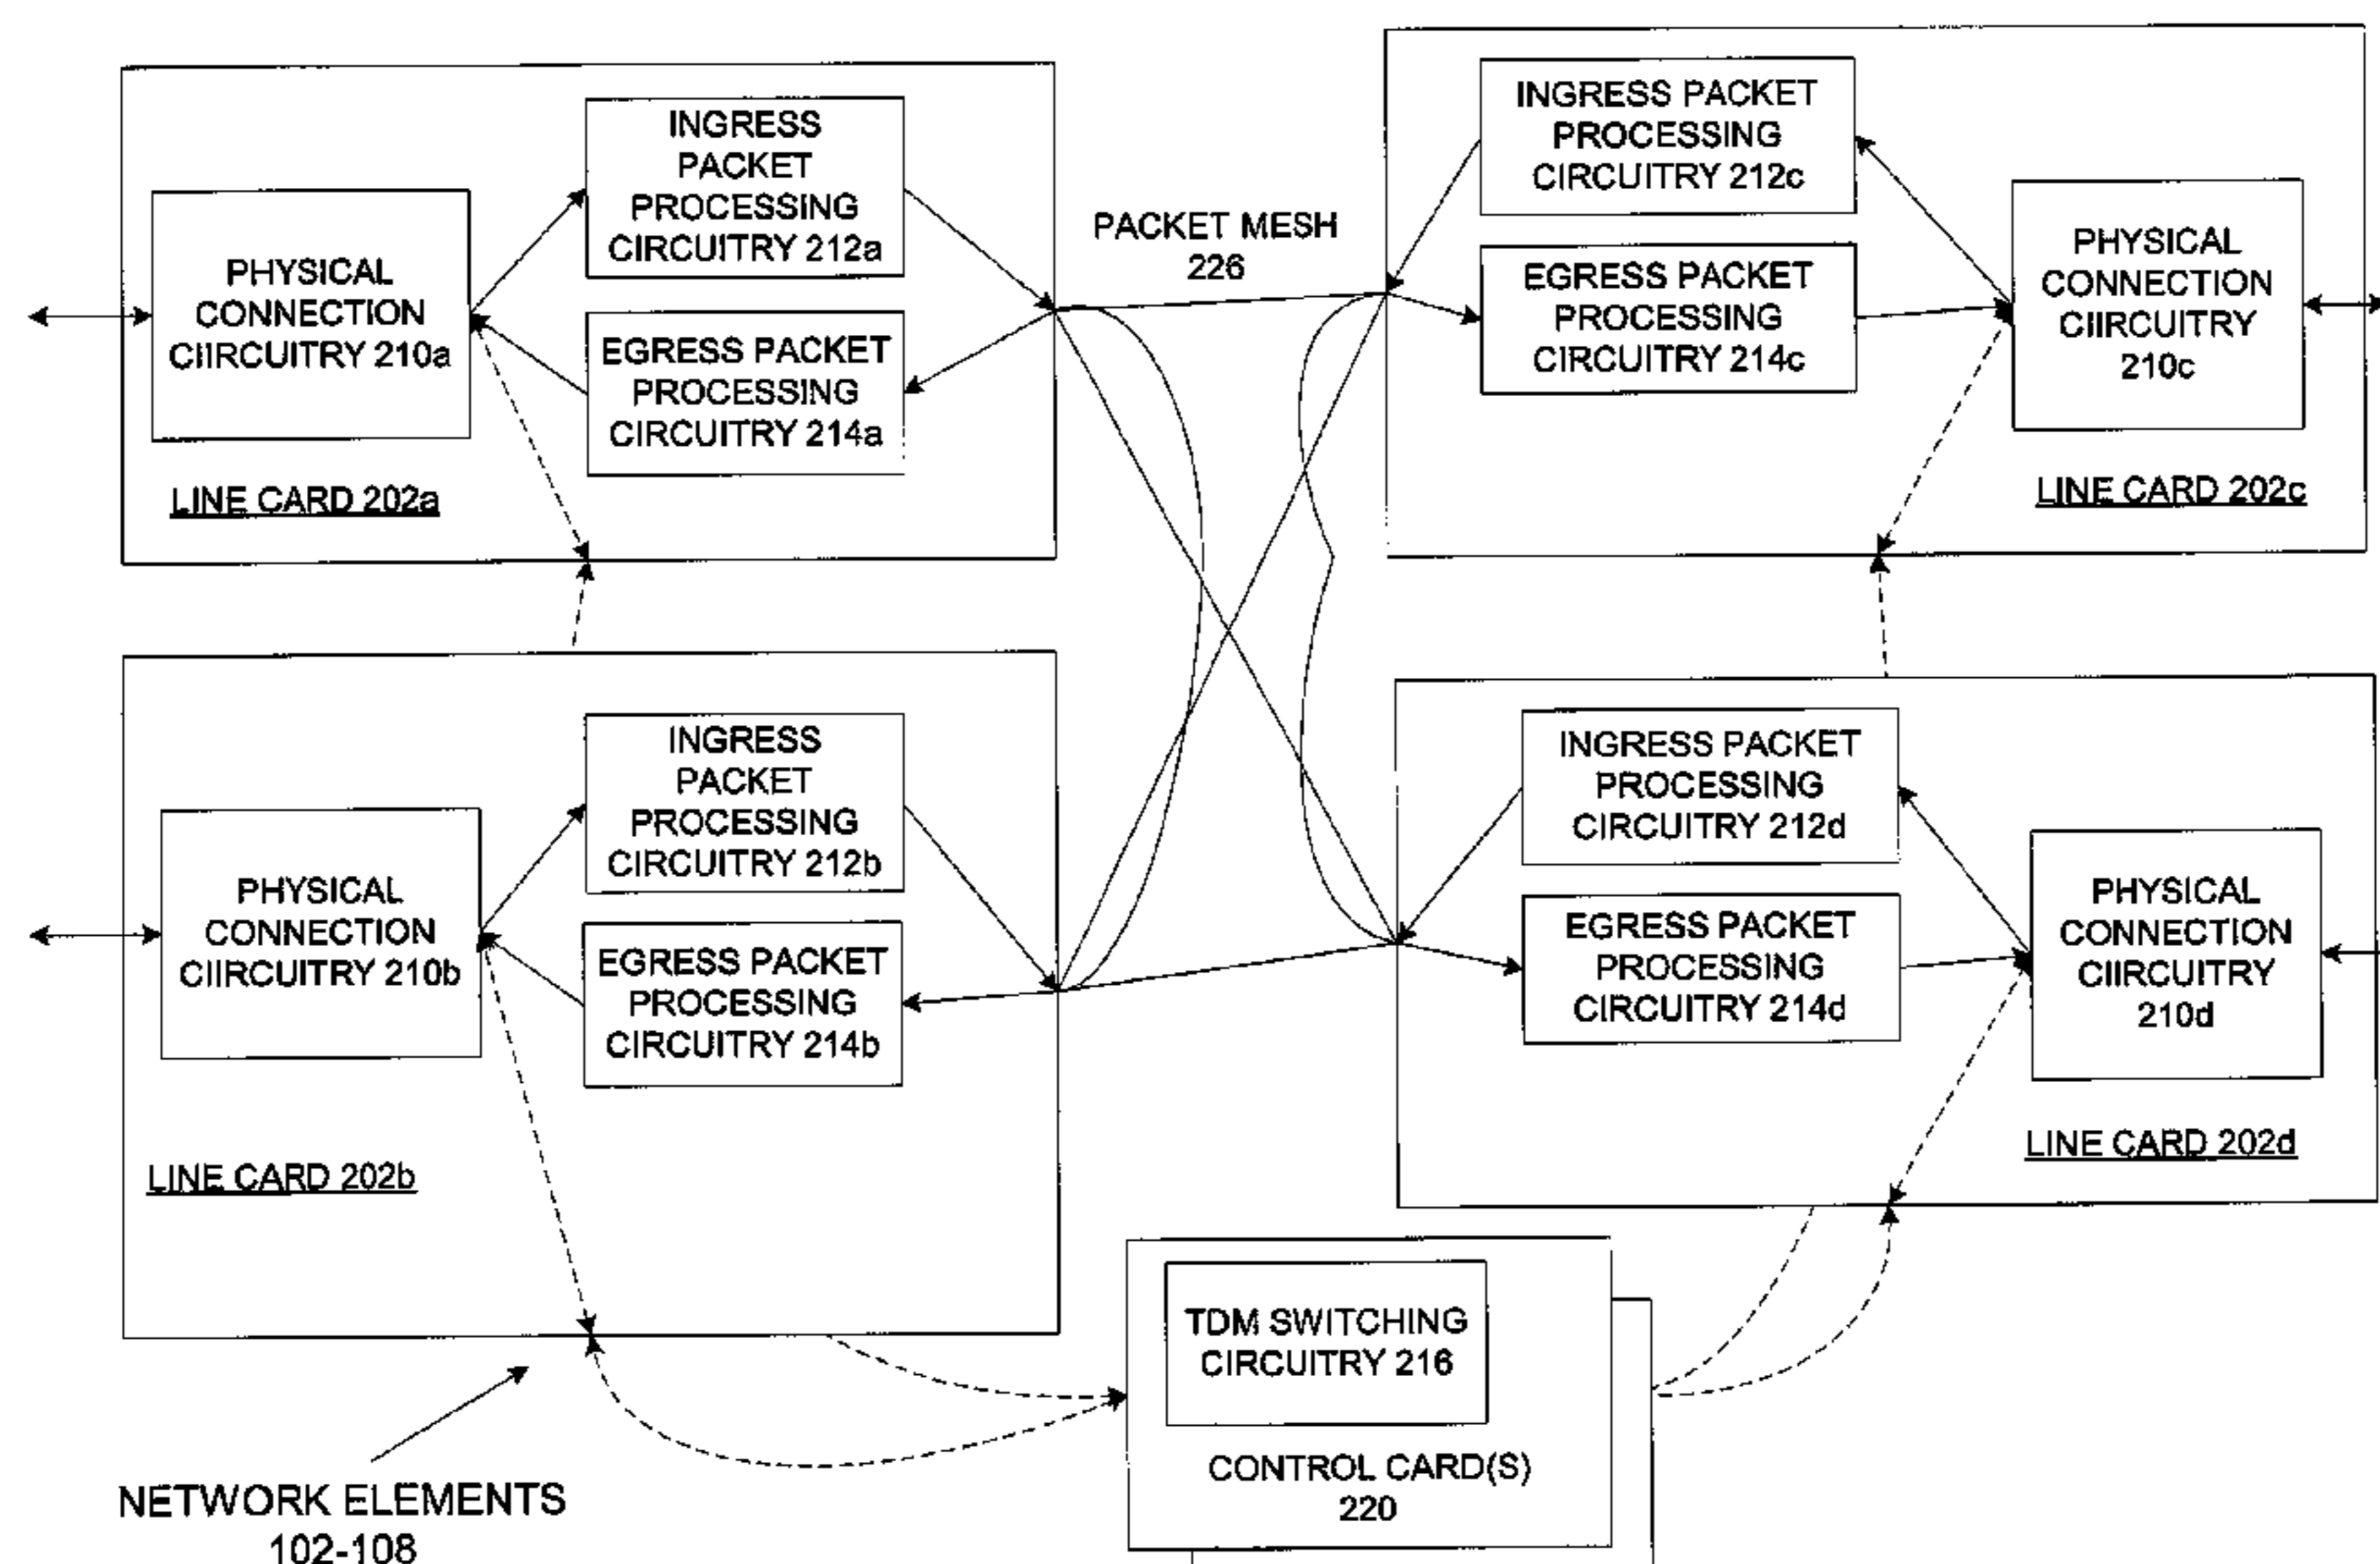 INGRESS
PACKET
PROCESSING
CIRCUITRY 212a
PHYSICAL
CONNECTION
CIIRCUITRY 210a
EGRESS PACKET
PROCESSING
CIRCUITRY 214a
LINE CARD 202a
PACKET MESH
226
INGRESS PACKET
PROCESSING
CIRCUITRY 212c
EGRESS PACKET
PROCESSING
CIRCUITRY 214c
PHYSICAL
CONNECTION
CIIRCUITRY
210c
LINE CARD 202c
INGRESS
PACKET
PROCESSING
CIRCUITRY 212b
PHYSICAL
CONNECTION
CIIRCUITRY 210b
EGRESS PACKET
PROCESSING
CIRCUITRY 214b
LINE CARD 202b
INGRESS PACKET
PROCESSING
CIRCUITRY 212d
EGRESS PACKET
PROCESSING
CIRCUITRY 214d
PHYSICAL
CONNECTION
CIIRCUITRY
210d
LINE CARD 202d
TDM SWITCHING
CIRCUITRY 216
CONTROL CARD(S)
220
NETWORK ELEMENTS
102-108